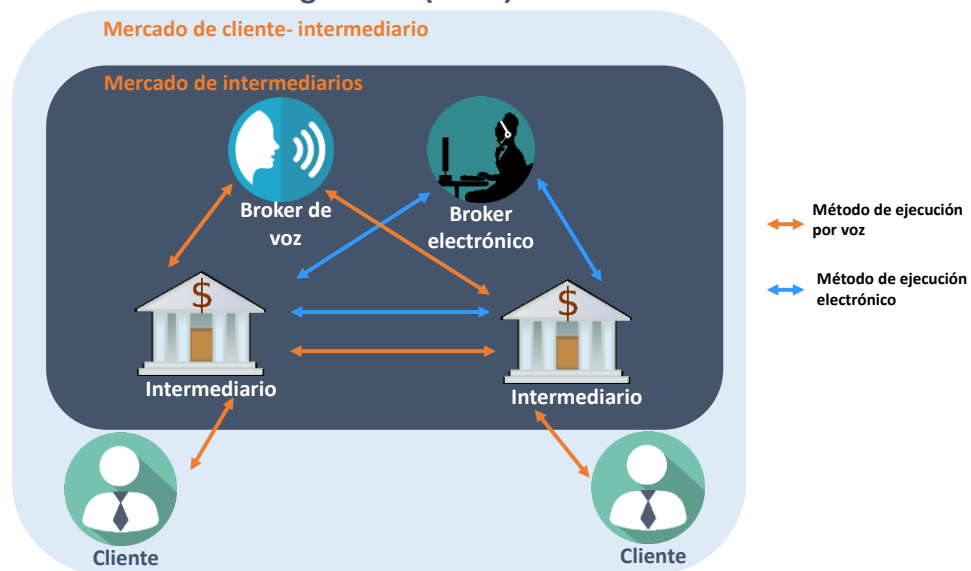 Mercado de cliente- intermediario
Mercado de intermediarios
Broker de
voz
Broker
electrónico
$
$
Intermediario
Intermediario
Cliente
Cliente
Método de ejecución
por voz
Método de ejecución
electrónico